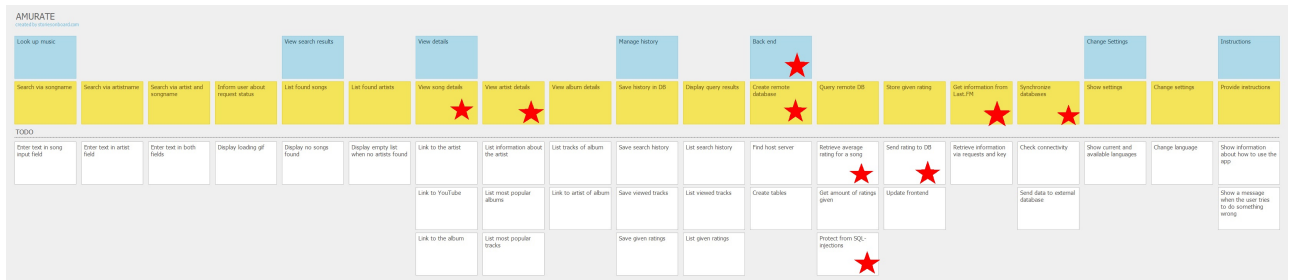 AMURATE
created by storiesonboard.com
Look up music
View search results
View details
Manage history
Back end
Change Settings
Instructions
Search via songname
Search via artistname
Search via artist and
songname
Inform user about
request status
List found songs
List found artists
View song details
View artist details
View album details
Save history in DB
Display query results
Create remote
database
Query remote DB
Store given rating
Get information from
Last.FM
Synchronize
databases
Show settings
Change settings
Provide instructions
TODO
Enter text in song
input field
Enter text in artist
field
Enter text in both
fields
Display loading gif
Display no songs
found
Display empty list
when no artists found
Link to the artist
List information about
the artist
List tracks of album
Save search history
List search history
Find host server
Retrieve average
rating for a song
Send rating to DB
Retrieve information
via requests and key
Check connectivity
Show current and
available languages
Change language
Show information
about how to use the
app
Link to YouTube
List most popular
albums
Link to artist of album
Save viewed tracks
List viewed tracks
Create tables
Get amount of ratings
given
Update frontend
Send data to external
database
Show a message
when the user tries
to do something
wrong
Link to the album
List most popular
tracks
Save given ratings
List given ratings
Protect from SQL-
injections